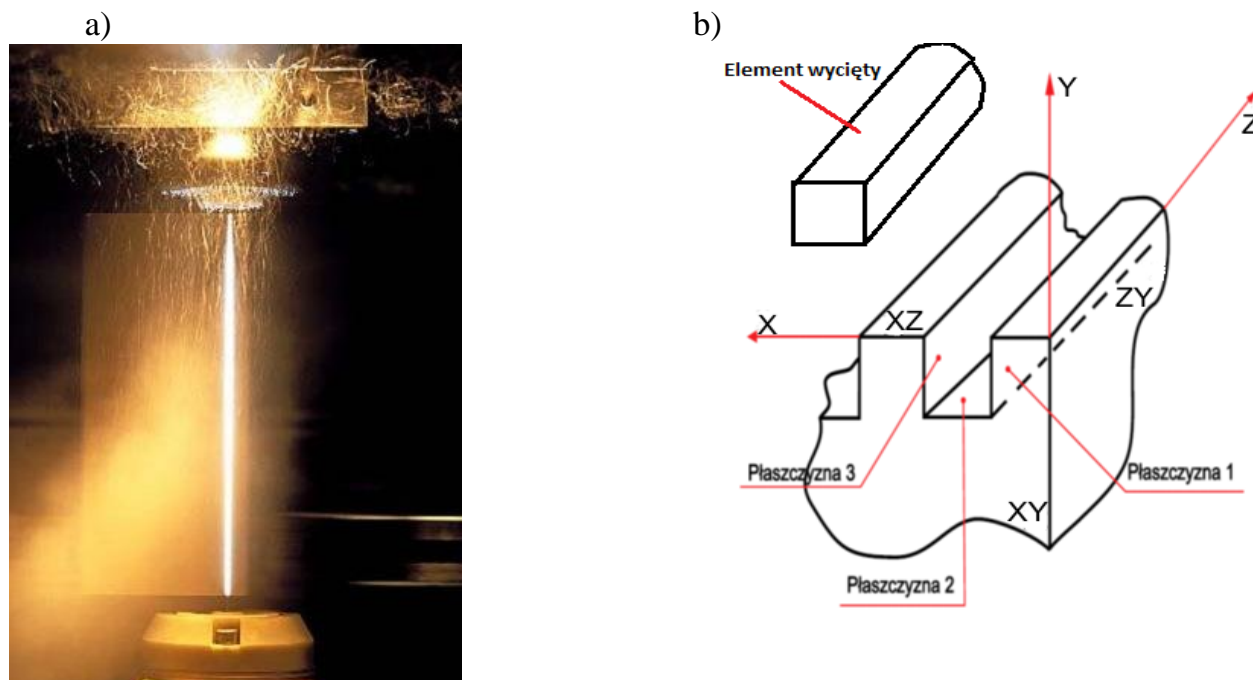 a)
b)
Element wycięty
Y
Z
X
XZ
ZY
Płaszczyzna 3
Płaszczyzna 1
XY
Płaszczyzna 2